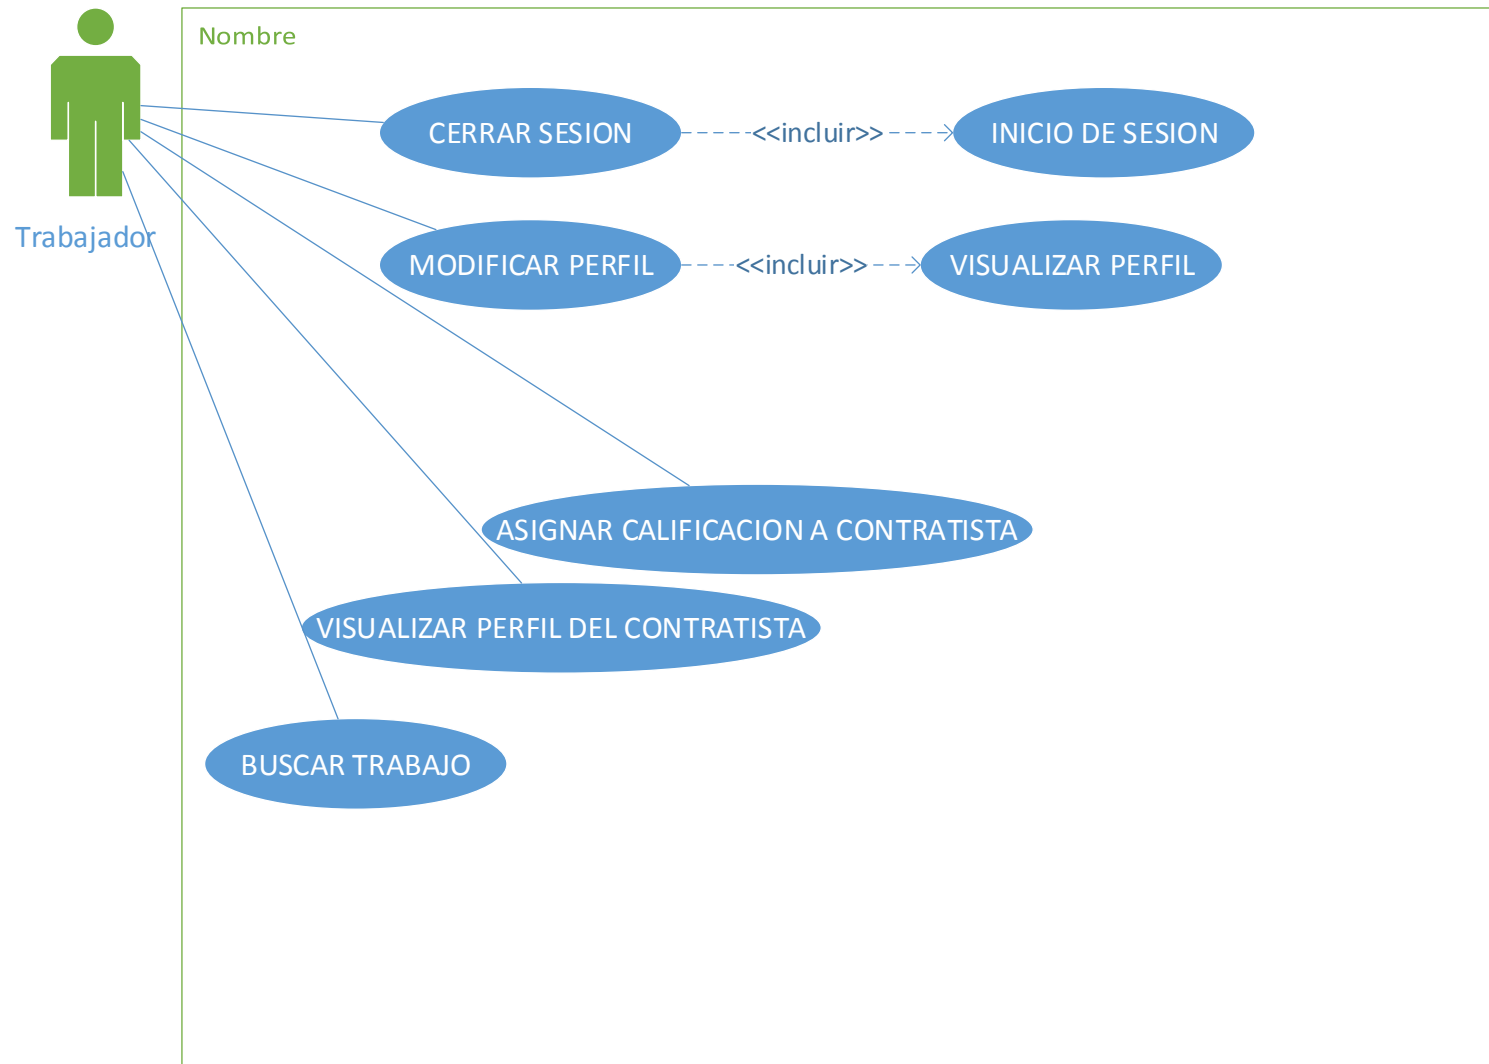 Nombre
CERRAR SESION
<<incluir>>
INICIO DE SESION
Trabajador
MODIFICAR PERFIL
<<incluir>>
VISUALIZAR PERFIL
ASIGNAR CALIFICACION A CONTRATISTA
VISUALIZAR PERFIL DEL CONTRATISTA
BUSCAR TRABAJO